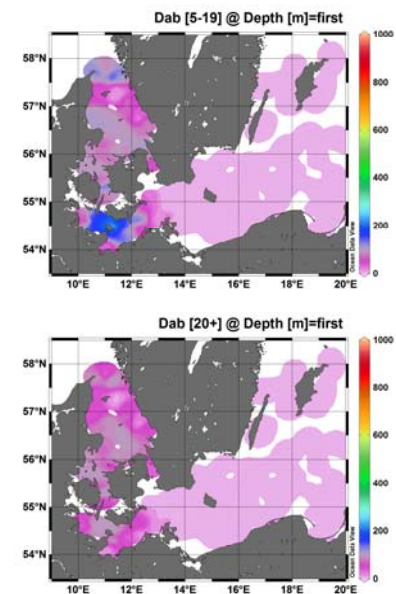 Dab [5-19] @ Depth [m]=first
58°N
57°N
56°N
55°N
54°N
10°E
12°E
14°E
16°E
18°E
20°E
1000
800
600
400
200
0
Ocean Data View
Dab [20+] @ Depth [m]=first
58°N
57°N
56°N
55°N
54°N
10°E
12°E
14°E
16°E
18°E
20°E
1000
800
600
400
200
0
Ocean Data View